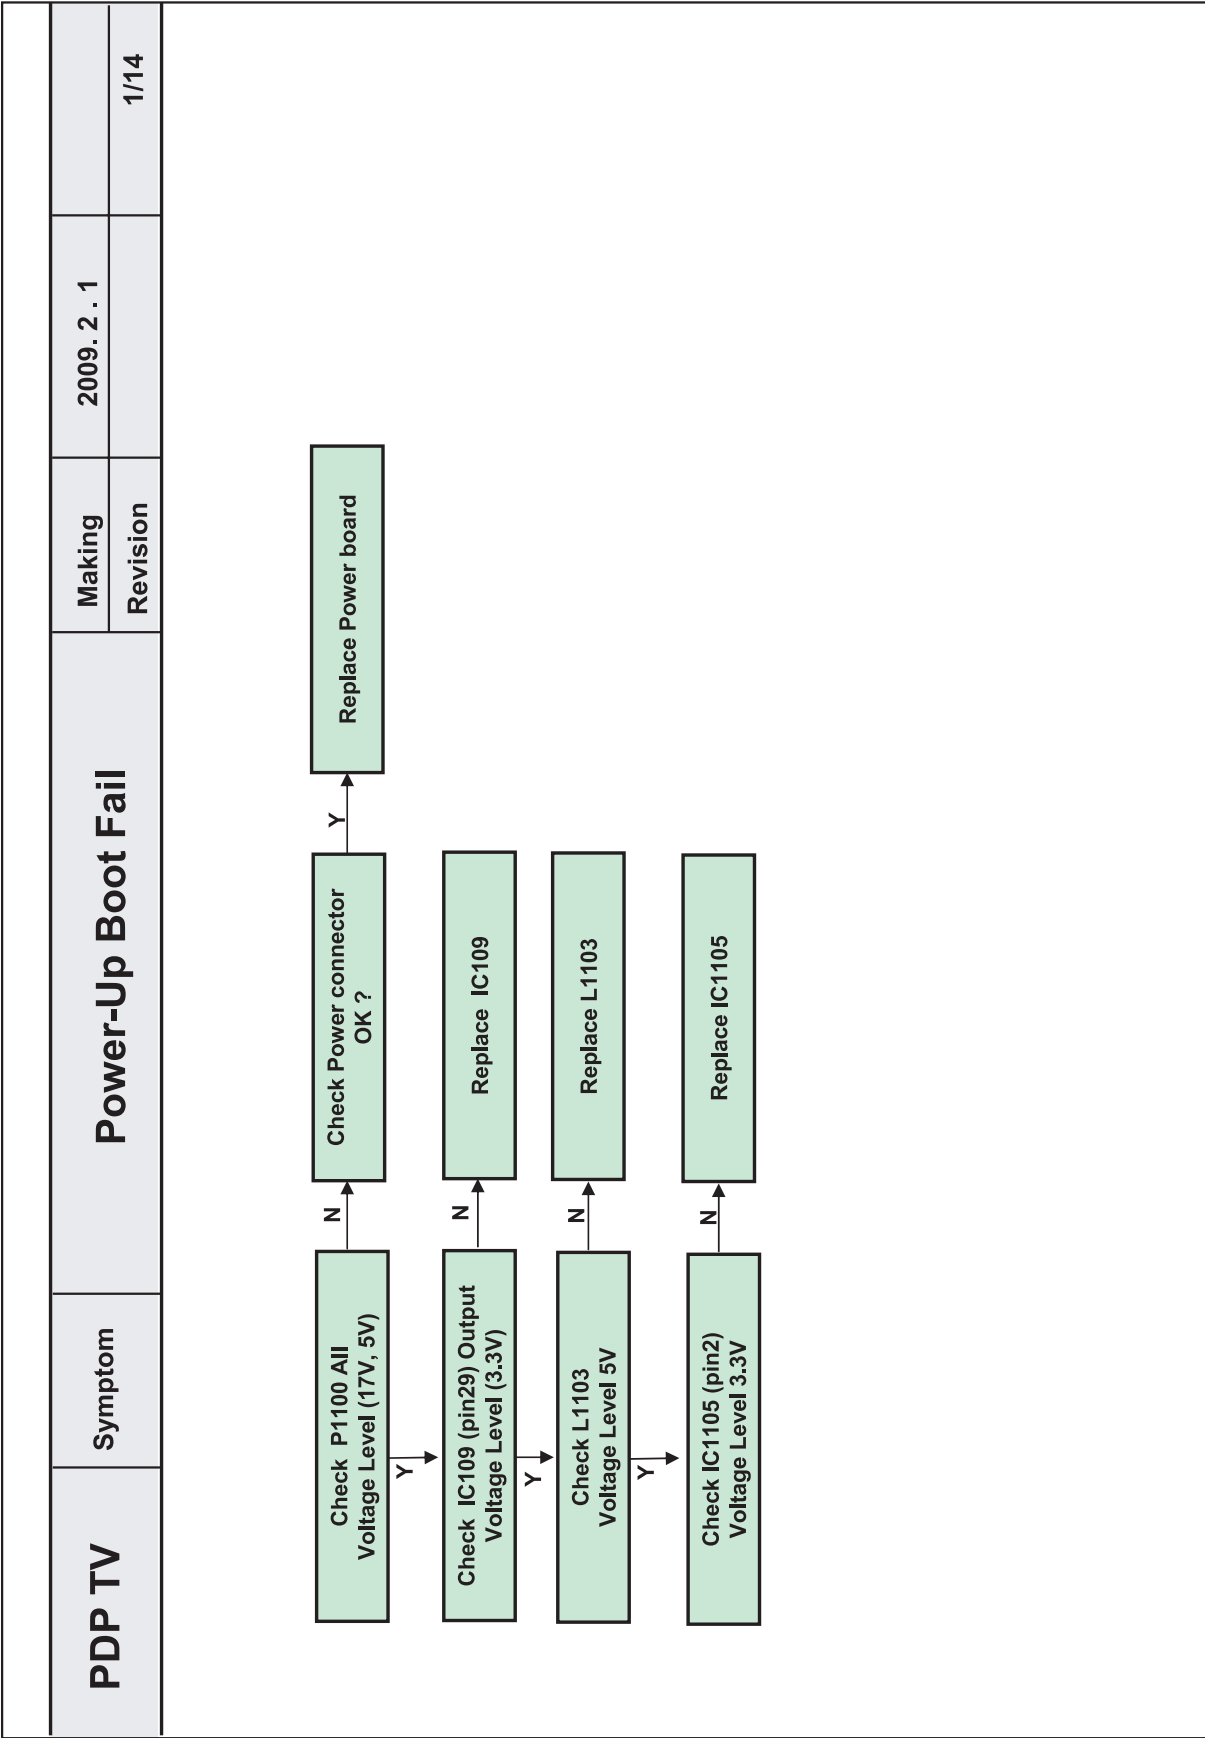 PDP TV
Symptom
Power-Up Boot Fail
Making
2009. 2 . 1
Revision
1/14
Check P1100 All
Voltage Level (17V, 5V)
N
Check Power connector
OK ?
Y
Replace Power board
Y
Check IC109 (pin29) Output
Voltage Level (3.3V)
N
Replace IC109
Y
Check L1103
Voltage Level 5V
N
Replace L1103
Y
Check IC1105 (pin2)
Voltage Level 3.3V
N
Replace IC1105